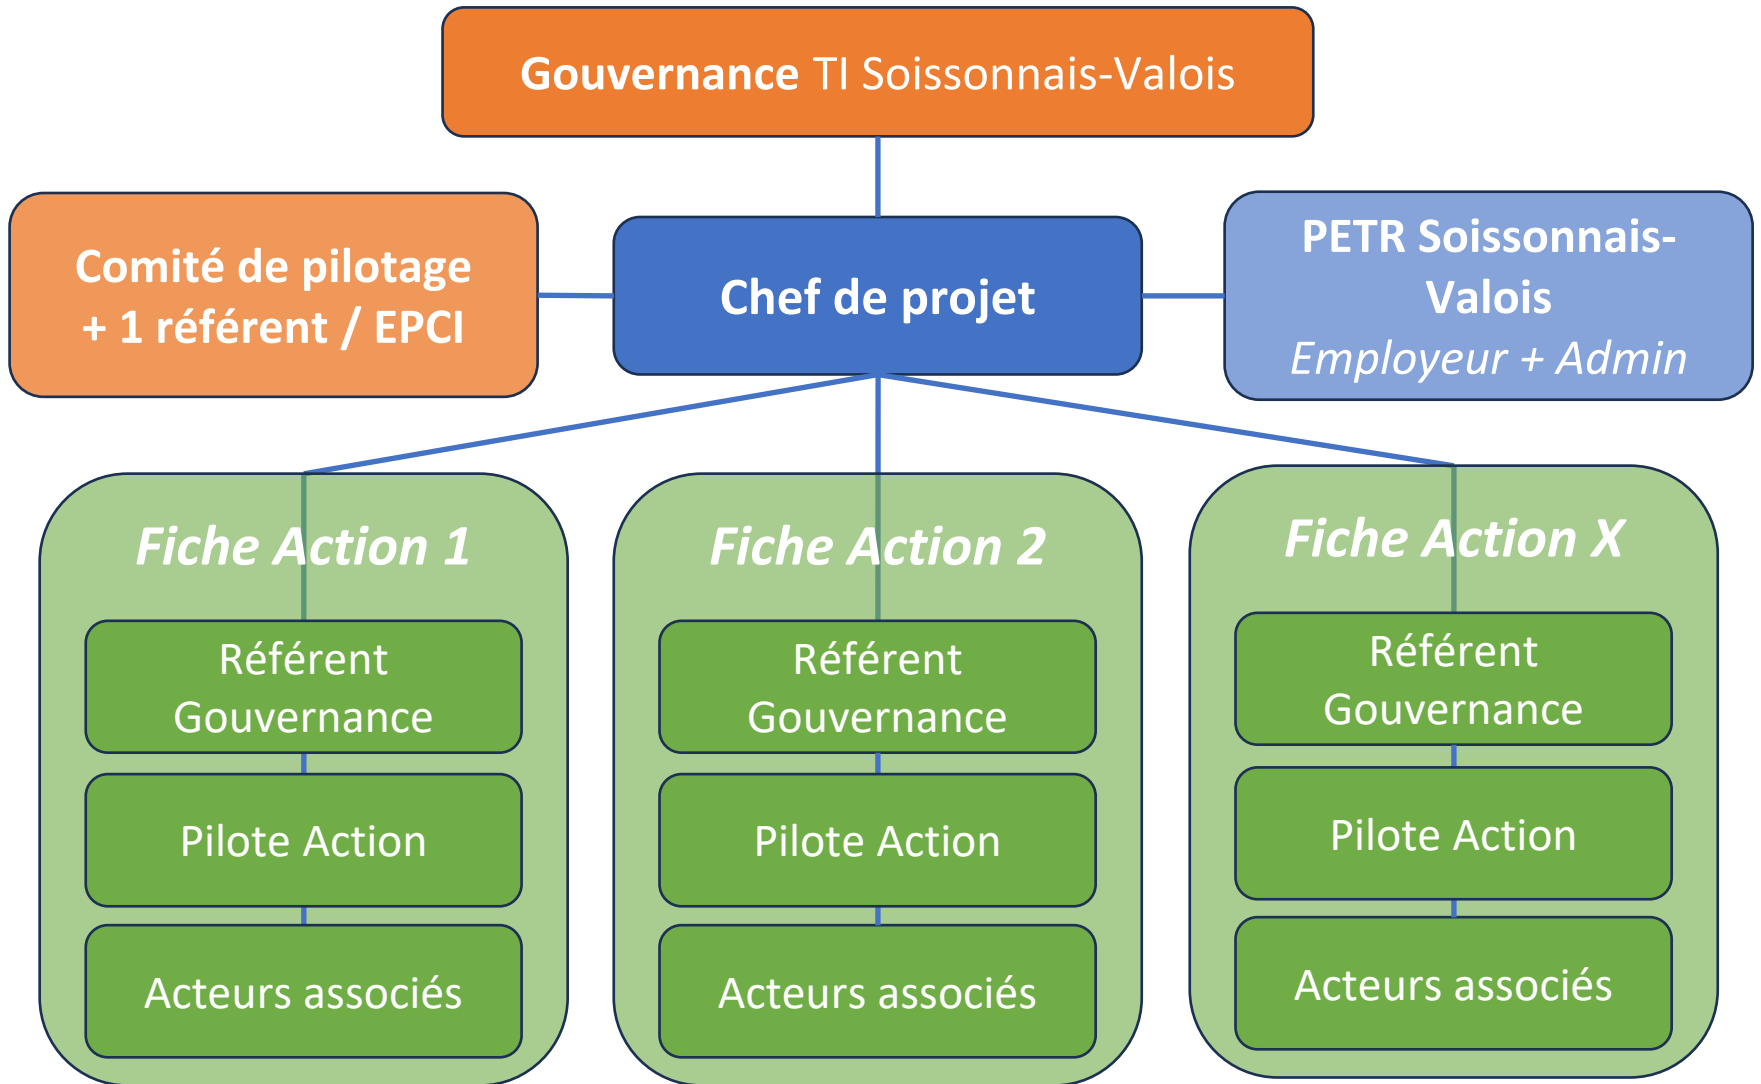 Gouvernance TI Soissonnais-Valois
Comité de pilotage
+ 1 référent / EPCI
Chef de projet
PETR Soissonnais-
Valois
Employeur + Admin
Fiche Action 1
Référent
Gouvernance
Pilote Action
Acteurs associés
Fiche Action 2
Référent
Gouvernance
Pilote Action
Acteurs associés
Fiche Action X
Référent
Gouvernance
Pilote Action
Acteurs associés